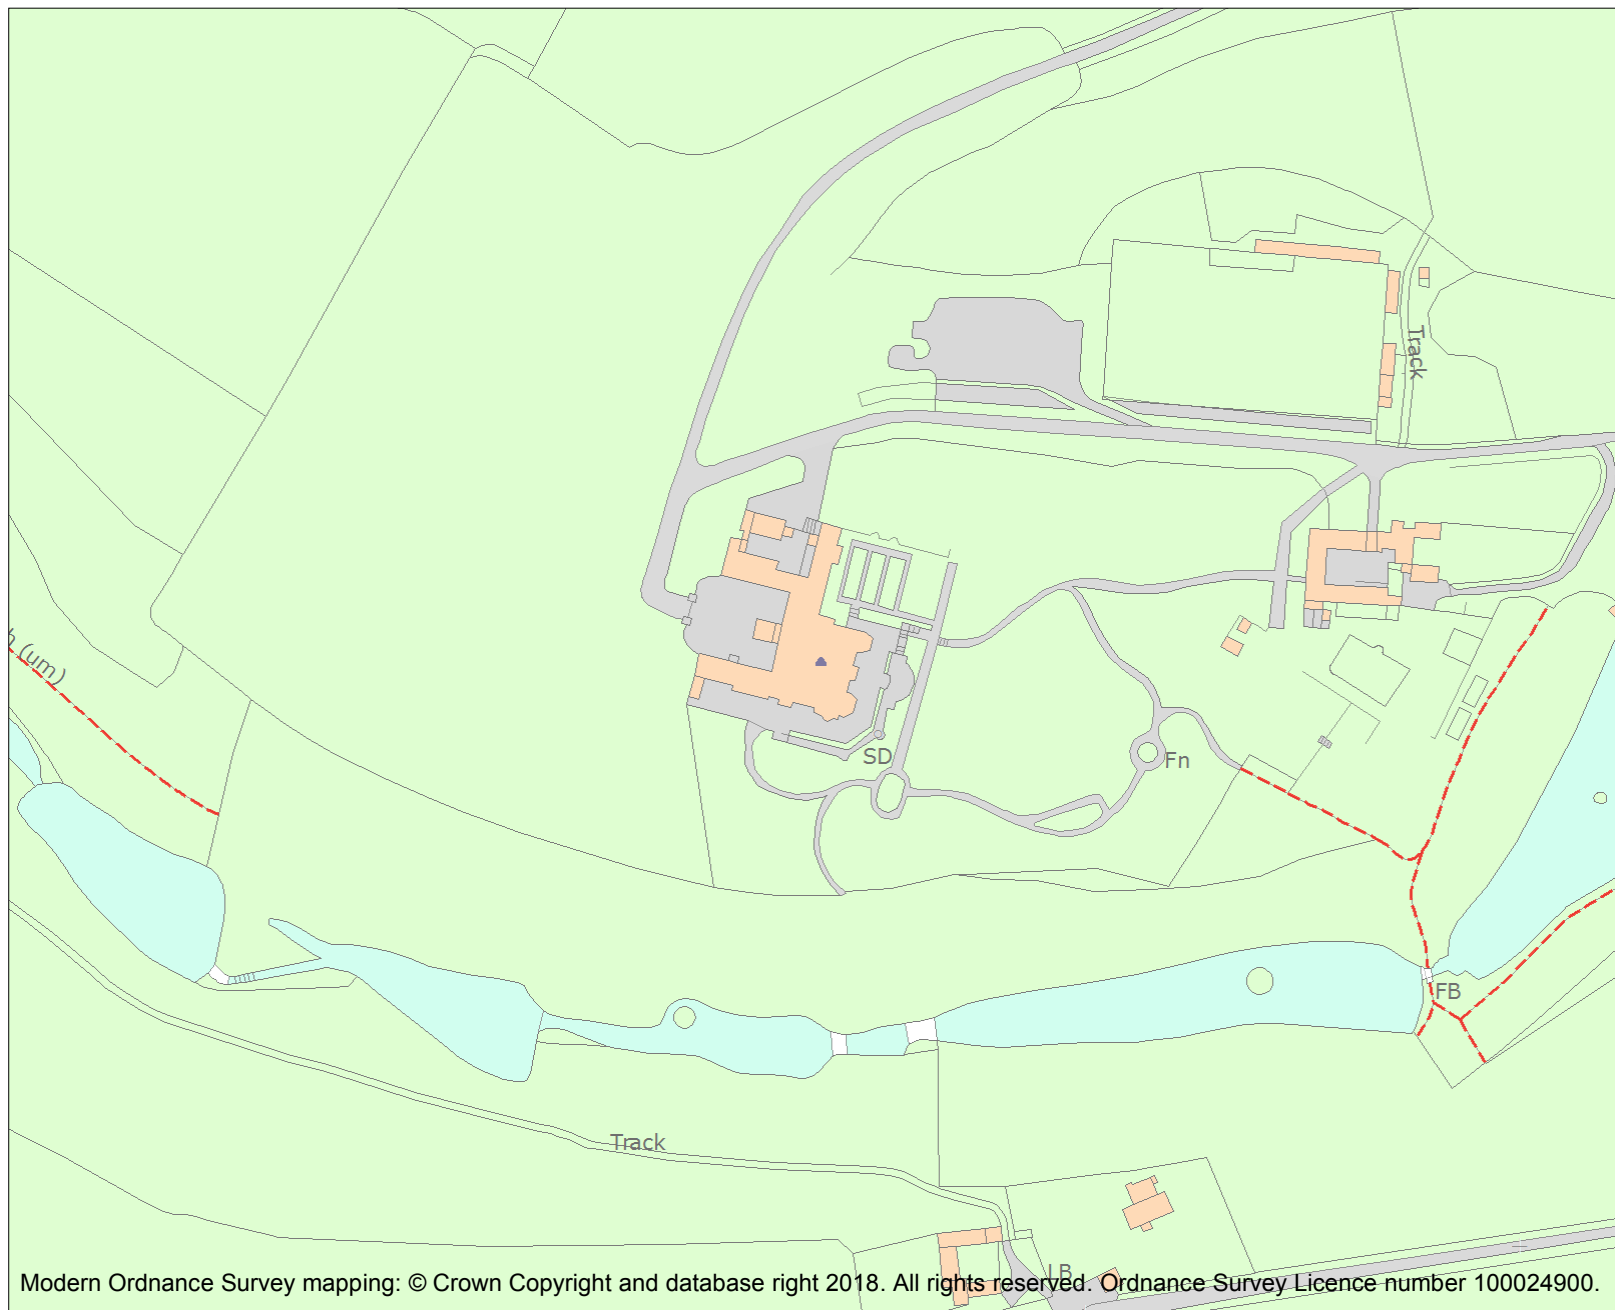 Track
h (um)
SD
Fn
FB
Track
LB
Modern Ordnance Survey mapping: © Crown Copyright and database right 2018. All rights reserved. Ordnance Survey Licence number 100024900.